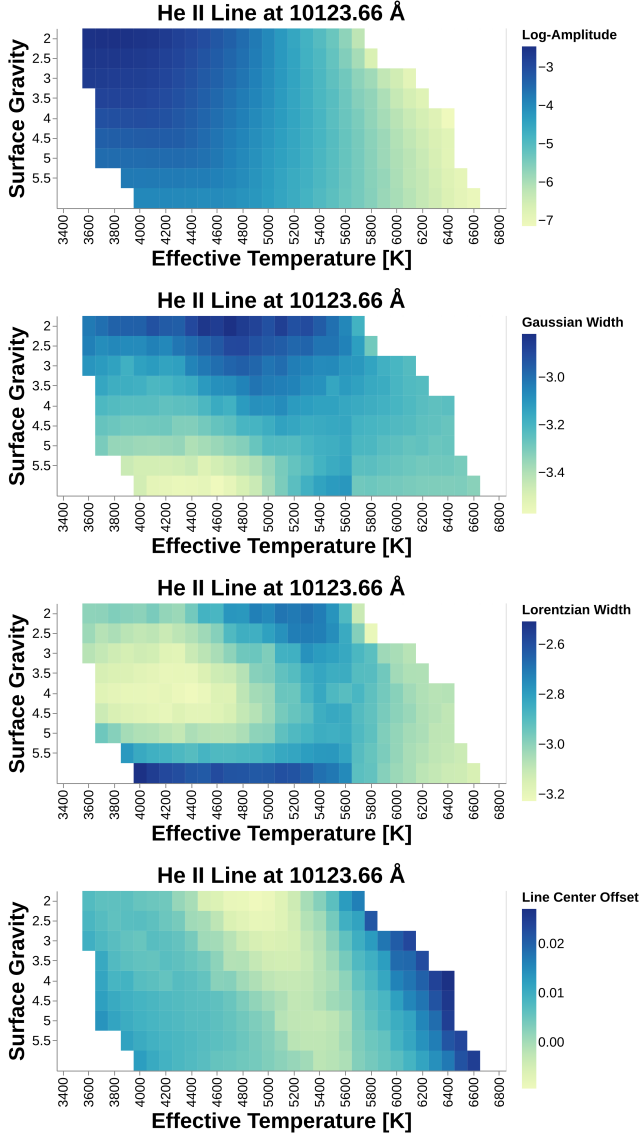 He II Line at 10123.66 Å
Log-Amplitude
Surface Gravity
2
2.5
3
3.5
4
4.5
5
5.5
−3
−4
−5
−6
−7
3400 3600 3800 4000 4200 4400 4600 4800 5000 5200 5400 5600 5800 6000 6200 6400 6600 6800
Effective Temperature [K]
He II Line at 10123.66 Å
Gaussian Width
Surface Gravity
2
2.5
3
3.5
4
4.5
5
5.5
−3.0
−3.2
−3.4
3400 3600 3800 4000 4200 4400 4600 4800 5000 5200 5400 5600 5800 6000 6200 6400 6600 6800
Effective Temperature [K]
He II Line at 10123.66 Å
Lorentzian Width
Surface Gravity
2
2.5
3
3.5
4
4.5
5
5.5
−2.6
−2.8
−3.0
−3.2
3400 3600 3800 4000 4200 4400 4600 4800 5000 5200 5400 5600 5800 6000 6200 6400 6600 6800
Effective Temperature [K]
He II Line at 10123.66 Å
Line Center Offset
Surface Gravity
2
2.5
3
3.5
4
4.5
5
5.5
0.02
0.01
0.00
3400 3600 3800 4000 4200 4400 4600 4800 5000 5200 5400 5600 5800 6000 6200 6400 6600 6800
Effective Temperature [K]